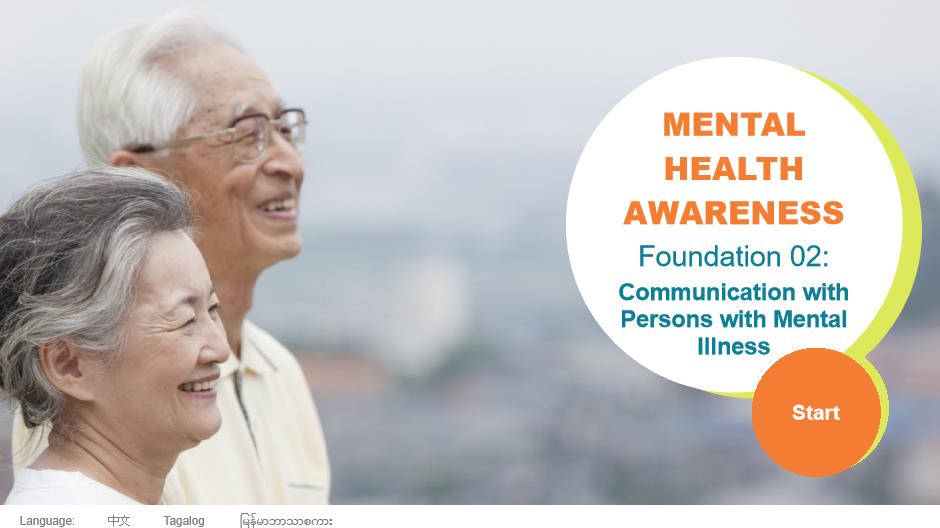 MENTAL
HEALTH
AWARENESS
Foundation 02:
Communication with
Persons with Mental
Illness
Start
Language: 中文 Tagalog မြန်မာဘာသာစကား